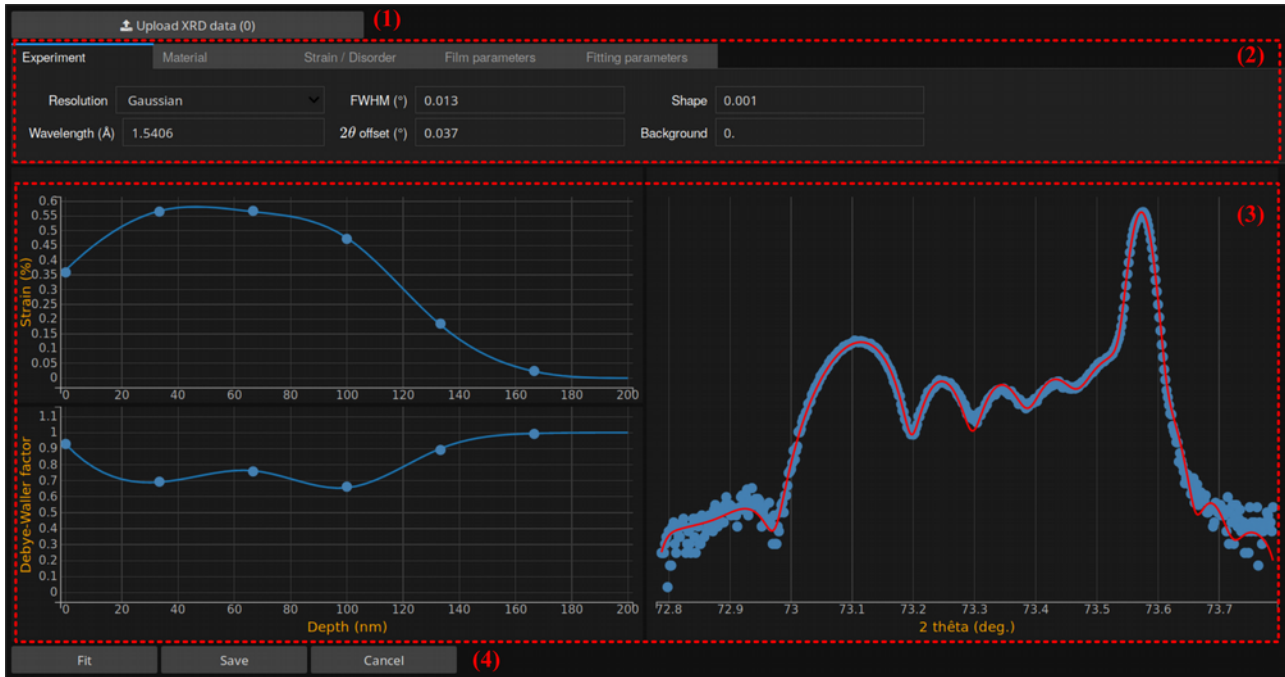 Upload XRD data (0) (1)
Experiment Material Strain / Disorder Film parameters Fitting parameters (2)
Resolution Gaussian FWHM (°) 0.013 Shape 0.001
Wavelength (Å) 1.5406 2θ offset (°) 0.037 Background 0.
(3)
Strain (%)
0.6
0.55
0.5
0.45
0.4
0.35
0.3
0.25
0.2
0.15
0.1
0.05
0
0 20 40 60 80 100 120 140 160 180 200
Debye-Waller factor
1.1
1
0.9
0.8
0.7
0.6
0.5
0.4
0.3
0.2
0.1
0
0 20 40 60 80 100 120 140 160 180 200
Depth (nm)
72.8 72.9 73 73.1 73.2 73.3 73.4 73.5 73.6 73.7
2 thêta (deg.)
Fit Save Cancel (4)